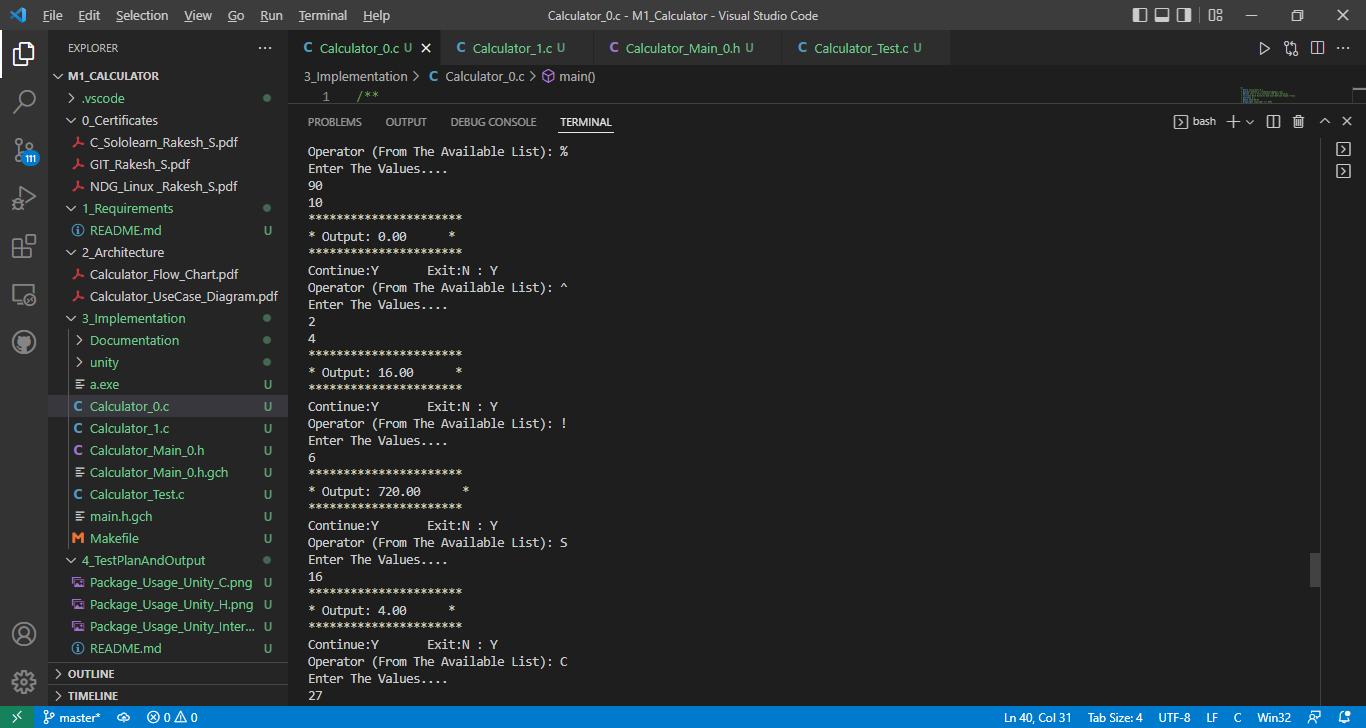 File Edit Selection View Go Run Terminal Help Calculator_0.c - M1_Calculator - Visual Studio Code
EXPLORER
M1_CALCULATOR
.vscode
0_Certificates
C_Sololearn_Rakesh_S.pdf
GIT_Rakesh_S.pdf
NDG_Linux _Rakesh_S.pdf
1_Requirements
README.md U
2_Architecture
Calculator_Flow_Chart.pdf
Calculator_UseCase_Diagram.pdf
3_Implementation
Documentation
unity
a.exe U
C Calculator_0.c U
C Calculator_1.c U
C Calculator_Main_0.h U
Calculator_Main_0.h.gch U
C Calculator_Test.c U
main.h.gch U
M Makefile U
4_TestPlanAndOutput
Package_Usage_Unity_C.png U
Package_Usage_Unity_H.png U
Package_Usage_Unity_Inter... U
README.md U
OUTLINE
TIMELINE
111
C Calculator_0.c U C Calculator_1.c U C Calculator_Main_0.h U C Calculator_Test.c U
3_Implementation > C Calculator_0.c > main()
1 /**
PROBLEMS OUTPUT DEBUG CONSOLE TERMINAL bash
Operator (From The Available List): %
Enter The Values....
90
10
**********************
* Output: 0.00 *
**********************
Continue:Y Exit:N : Y
Operator (From The Available List): ^
Enter The Values....
2
4
**********************
* Output: 16.00 *
**********************
Continue:Y Exit:N : Y
Operator (From The Available List): !
Enter The Values....
6
**********************
* Output: 720.00 *
**********************
Continue:Y Exit:N : Y
Operator (From The Available List): S
Enter The Values....
16
**********************
* Output: 4.00 *
**********************
Continue:Y Exit:N : Y
Operator (From The Available List): C
Enter The Values....
27
master* 0 0 Ln 40, Col 31 Tab Size: 4 UTF-8 LF C Win32